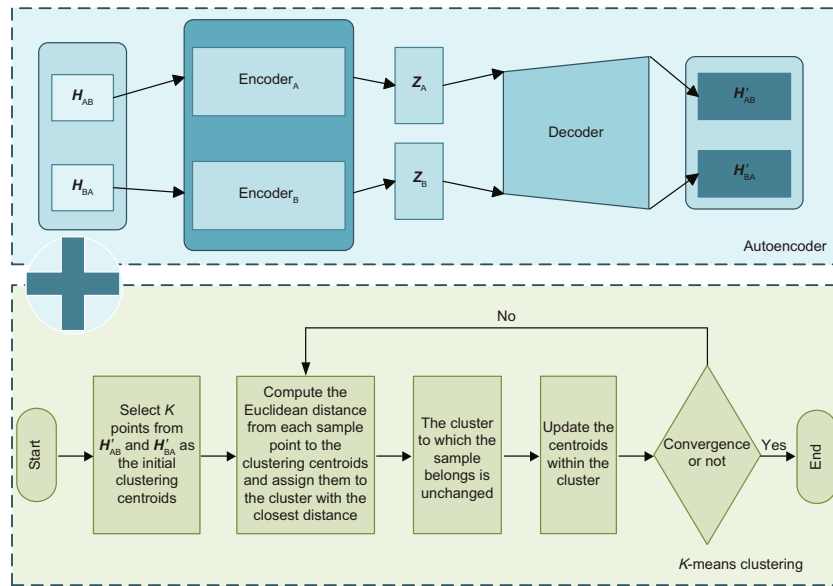 H_AB
Encoder_A
Z_A
Decoder
H'_AB
H_BA
Encoder_B
Z_B
H'_BA
Autoencoder
No
Start
Select K
points from
H'_AB and H'_BA as
the initial
clustering
centroids
Compute the
Euclidean distance
from each sample
point to the
clustering centroids
and assign them to
the cluster with the
closest distance
The cluster
to which the
sample
belongs is
unchanged
Update the
centroids
within the
cluster
Convergence
or not
Yes
End
K-means clustering